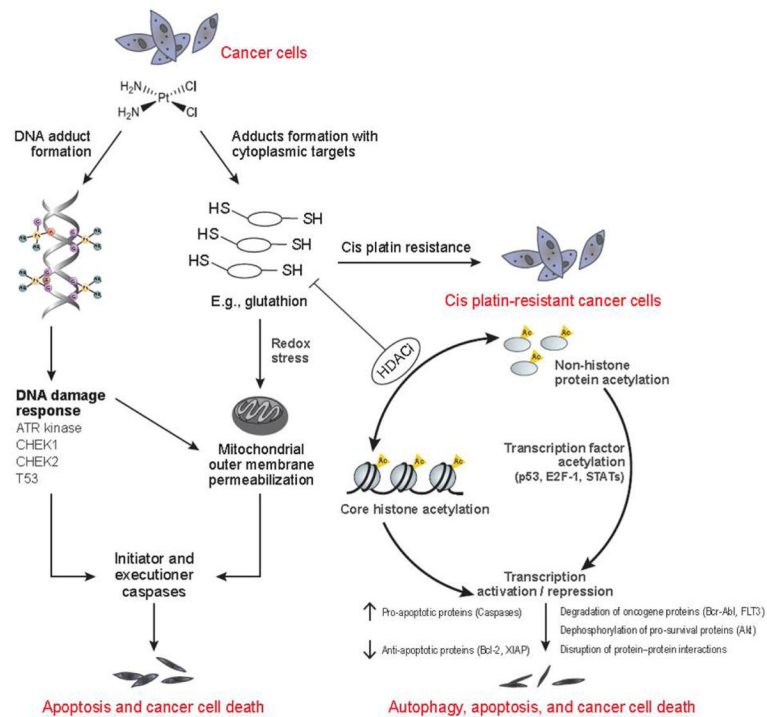 Cancer cells
H₂N
Cl
Pt
H₂N
Cl
DNA adduct
formation
Adducts formation with
cytoplasmic targets
HS
SH
HS
SH
HS
SH
E.g., glutathion
Cis platin resistance
Cis platin-resistant cancer cells
Redox
stress
HDACi
Ac
Ac
Ac
Non-histone
protein acetylation
DNA damage
response
ATR kinase
CHEK1
CHEK2
T53
Mitochondrial
outer membrane
permeabilization
Ac
Ac
Ac
Core histone acetylation
Transcription factor
acetylation
(p53, E2F-1, STATs)
Initiator and
executioner
caspases
Transcription
activation / repression
Pro-apoptotic proteins (Caspases)
Anti-apoptotic proteins (Bcl-2, XIAP)
Degradation of oncogene proteins (Bcr-Abl, FLT3)
Dephosphorylation of pro-survival proteins (Akt)
Disruption of protein–protein interactions
Apoptosis and cancer cell death
Autophagy, apoptosis, and cancer cell death